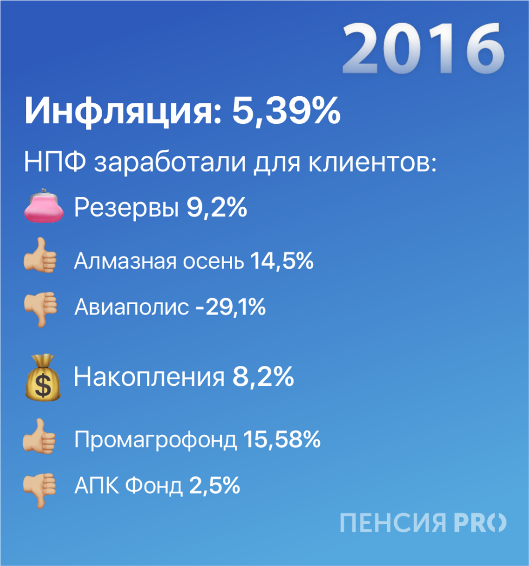 2016
Инфляция: 5,39%
НПФ заработали для клиентов:
Резервы 9,2%
Алмазная осень 14,5%
Авиаполис -29,1%
$
Накопления 8,2%
Промагрофонд 15,58%
АПК Фонд 2,5%
ПЕНСИЯ PRO